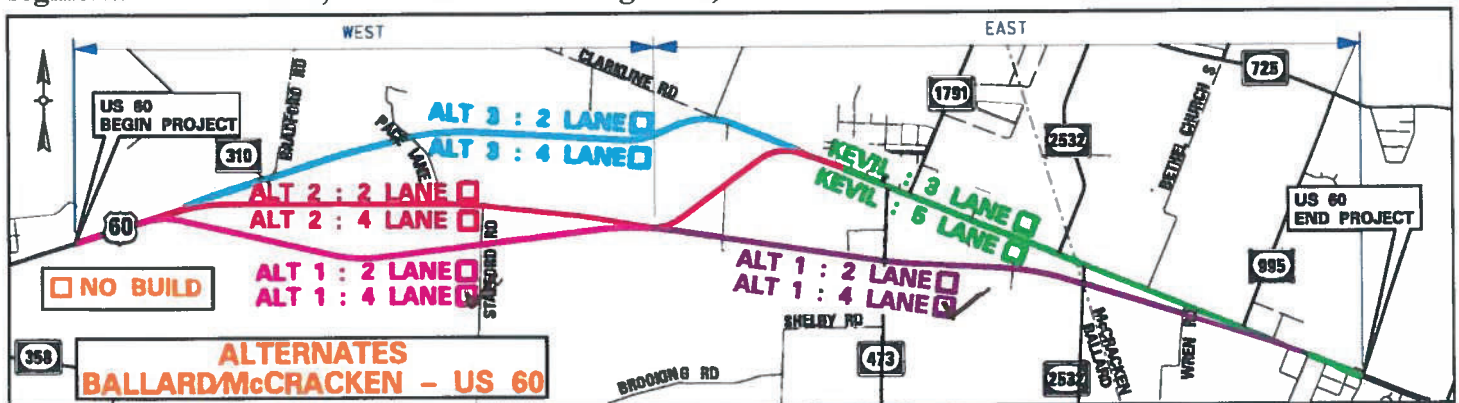 WEST
EAST
US 60
BEGIN PROJECT
310
BRADFORD RD
PACE LANE
CLARKLINE RD
ALT 3 : 2 LANE
ALT 3 : 4 LANE
1791
2532
BETHEL CHURCH
725
KEVIL : 3 LANE
KEVIL : 5 LANE
ALT 2 : 2 LANE
ALT 2 : 4 LANE
60
US 60
END PROJECT
995
NO BUILD
ALT 1 : 2 LANE
ALT 1 : 4 LANE
STAFFORD RD
ALT 1 : 2 LANE
ALT 1 : 4 LANE
SHELBY RD
McCRACKEN
BALLARD
WREN RD
358
ALTERNATES
BALLARD/McCRACKEN - US 60
BROOKING RD
473
2532